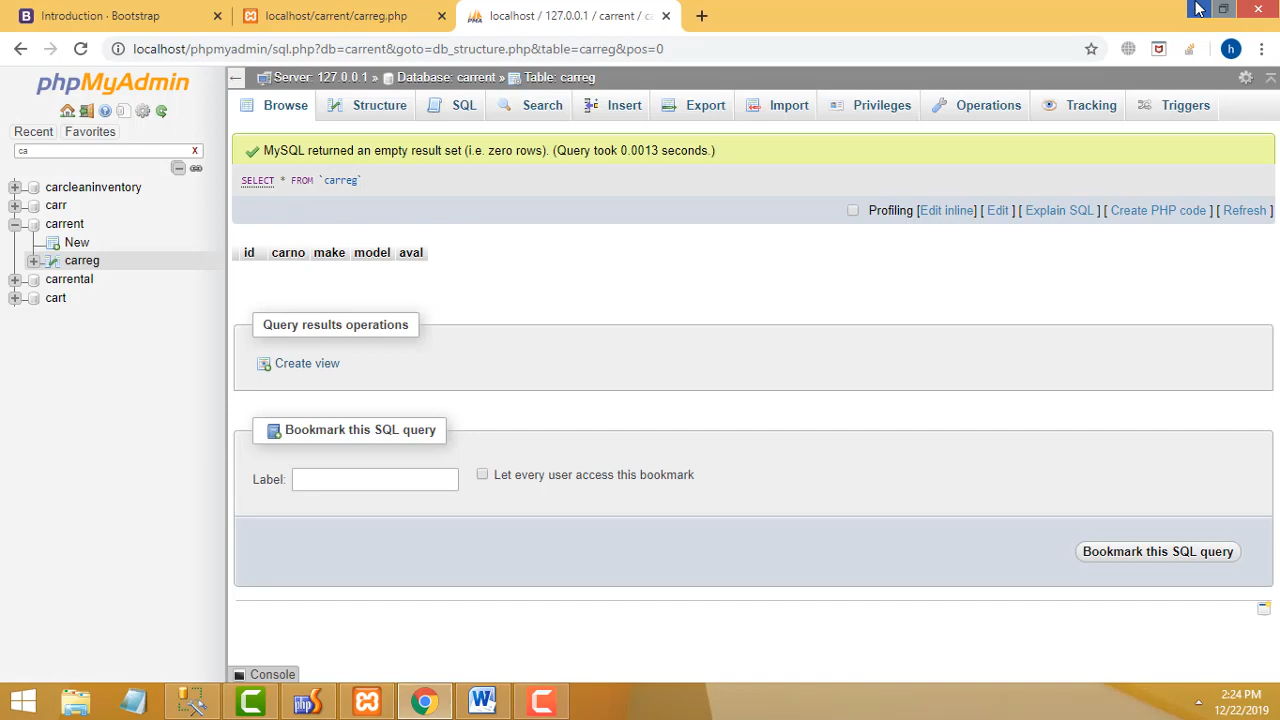 Introduction · Bootstrap
localhost/carrent/carreg.php
localhost / 127.0.0.1 / carrent / ca
localhost/phpmyadmin/sql.php?db=carrent&goto=db_structure.php&table=carreg&pos=0
h
phpMyAdmin
Recent Favorites
ca X
carcleaninventory
carr
carrent
New
carreg
carrental
cart
Server: 127.0.0.1 » Database: carrent » Table: carreg
Browse Structure SQL Search Insert Export Import Privileges Operations Tracking Triggers
MySQL returned an empty result set (i.e. zero rows). (Query took 0.0013 seconds.)
SELECT * FROM `carreg`
Profiling [Edit inline] [ Edit ] [ Explain SQL ] [ Create PHP code ] [ Refresh ]
id carno make model aval
Query results operations
Create view
Bookmark this SQL query
Label: Let every user access this bookmark
Bookmark this SQL query
Console
2:24 PM
12/22/2019